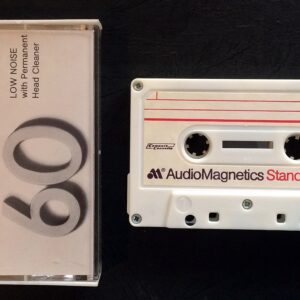 LOW NOISE
with Permanent
Head Cleaner
60
AudioMagnetics Stand